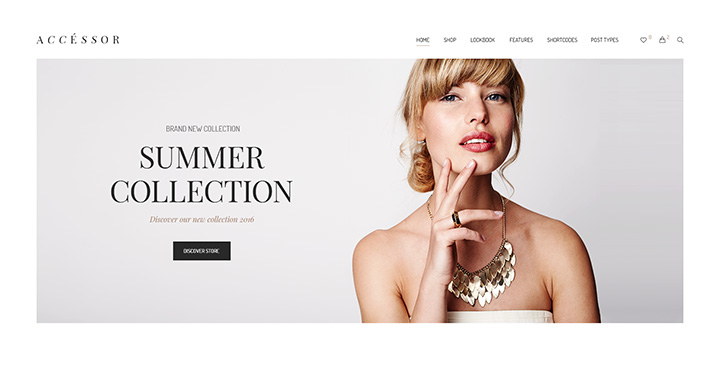 ACCÉSSOR
HOME SHOP LOOKBOOK FEATURES SHORTCODES POST TYPES 0 2
BRAND NEW COLLECTION
SUMMER
COLLECTION
Discover our new collection 2016
DISCOVER STORE